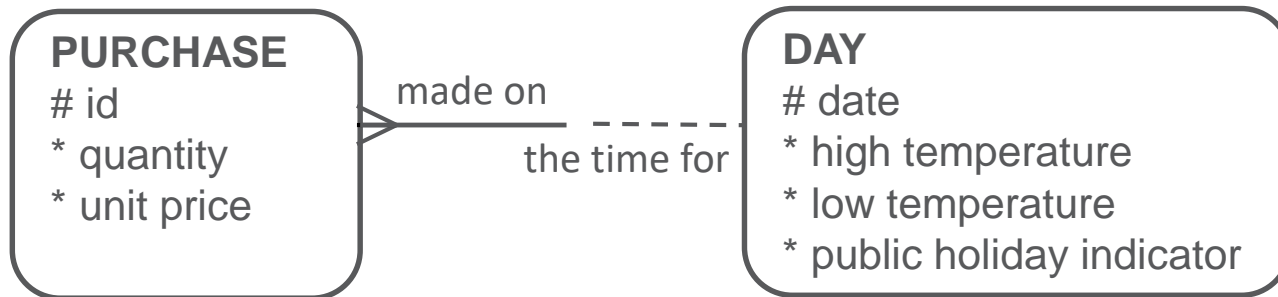 PURCHASE
# id
* quantity
* unit price
made on
the time for
DAY
# date
* high temperature
* low temperature
* public holiday indicator